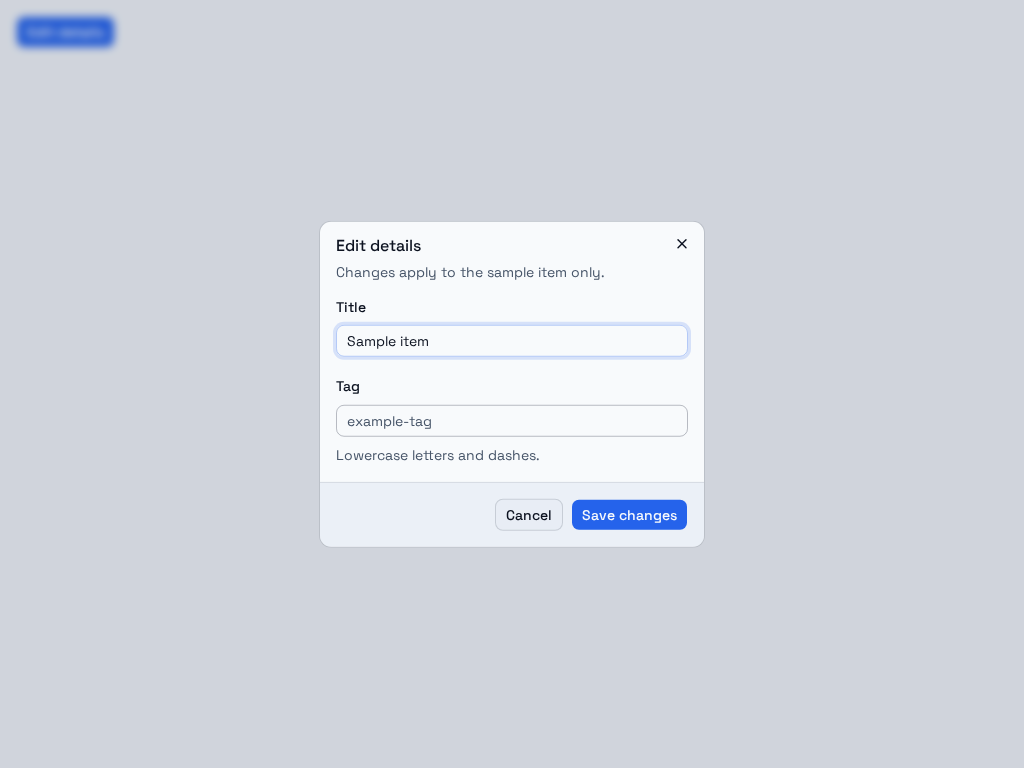 Edit details
Changes apply to the sample item only.
Title
Sample item
Tag
example-tag
Lowercase letters and dashes.
Cancel
Save changes